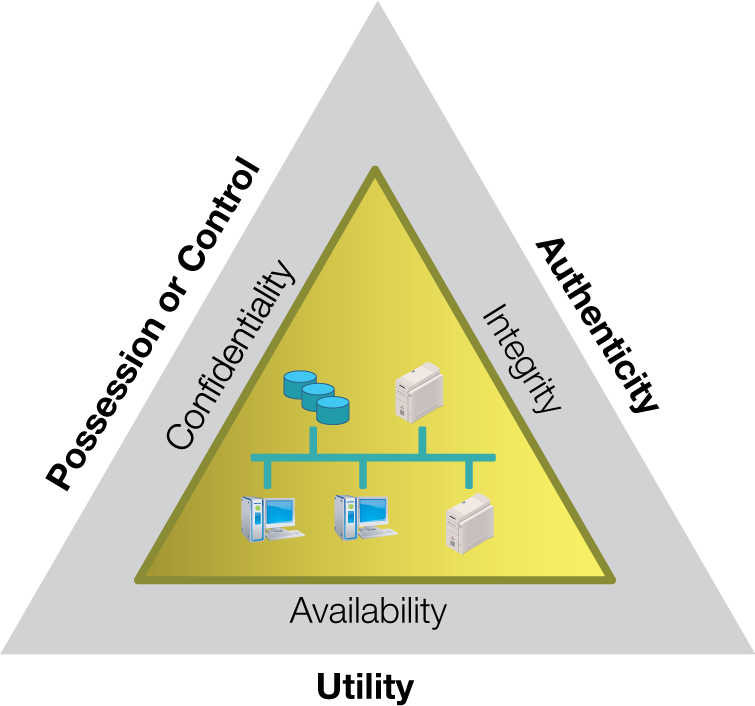 Possession or Control
Confidentiality
Integrity
Authenticity
Availability
Utility